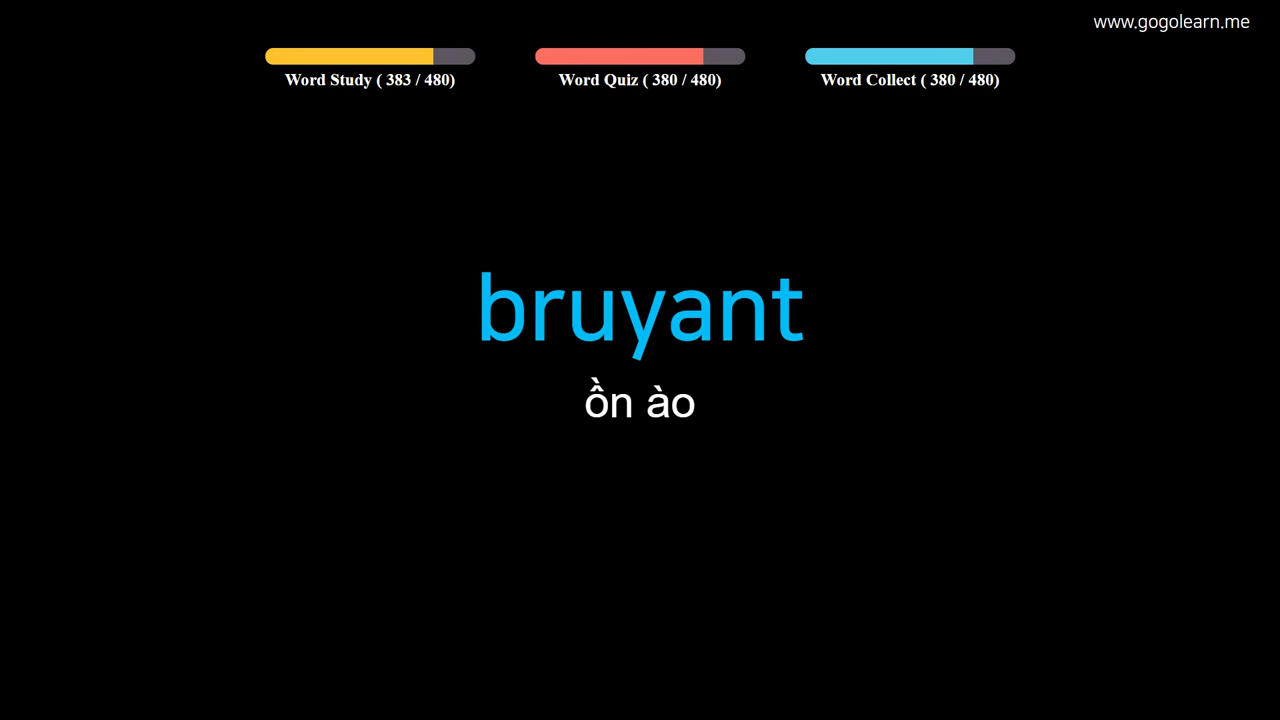 www.gogolearn.me
Word Study ( 383 / 480)
Word Quiz ( 380 / 480)
Word Collect ( 380 / 480)
bruyant
ồn ào